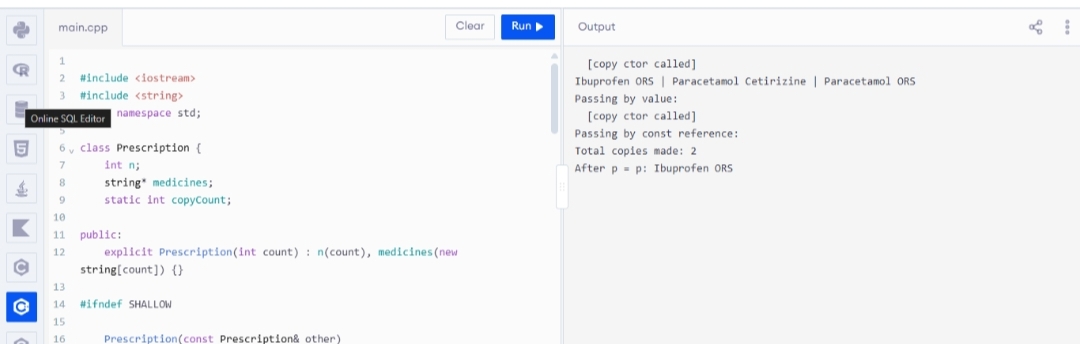 main.cpp
Clear
Run
Output
1
2 #include <iostream>
3 #include <string>
Online SQL Editor
namespace std;
5
6 class Prescription {
7 int n;
8 string* medicines;
9 static int copyCount;
10
11 public:
12 explicit Prescription(int count) : n(count), medicines(new
string[count]) {}
13
14 #ifndef SHALLOW
15
16 Prescription(const Prescription& other)
[copy ctor called]
Ibuprofen ORS | Paracetamol Cetirizine | Paracetamol ORS
Passing by value:
[copy ctor called]
Passing by const reference:
Total copies made: 2
After p = p: Ibuprofen ORS